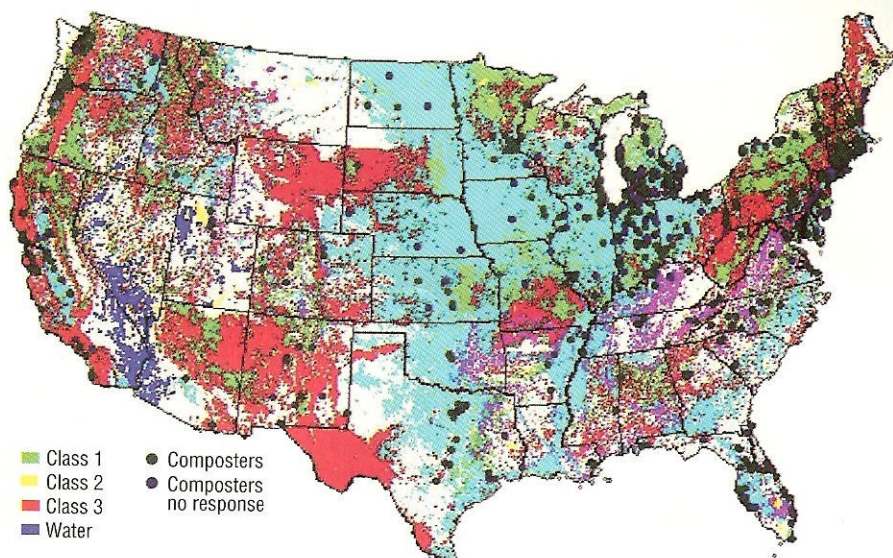 Class 1
Class 2
Class 3
Water
Composters
Composters
no response